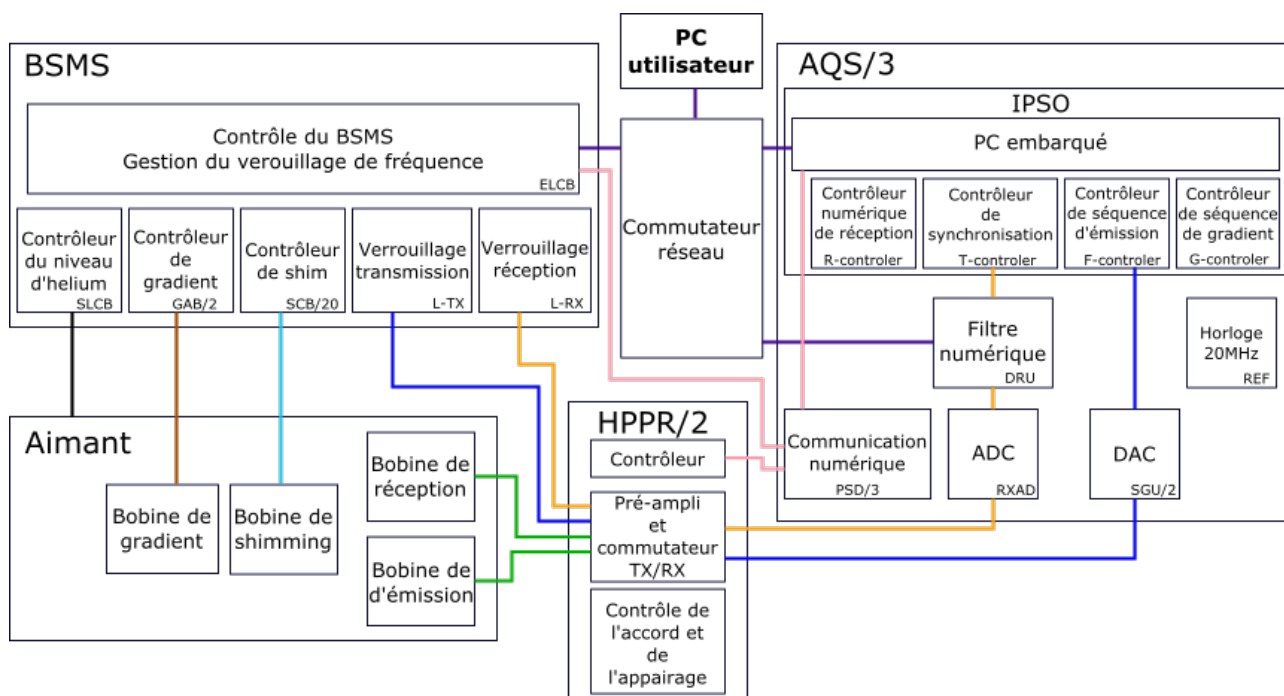 PC
utilisateur
BSMS
Contrôle du BSMS
Gestion du verouillage de fréquence
ELCB
Contrôleur
du niveau
d'helium
SLCB
Contrôleur
de
gradient
GAB/2
Contrôleur
de shim
SCB/20
Verrouillage
transmission
L-TX
Verrouillage
réception
L-RX
Commutateur
réseau
AQS/3
IPSO
PC embarqué
Contrôleur
numérique
de réception
R-controler
Contrôleur
de
synchronisation
T-controler
Contrôleur
de séquence
d'émission
F-controler
Contrôleur
de séquence
de gradient
G-controler
Filtre
numérique
DRU
Horloge
20MHz
REF
Communication
numérique
PSD/3
ADC
RXAD
DAC
SGU/2
Aimant
Bobine de
réception
Bobine de
gradient
Bobine de
shimming
Bobine de
d'émission
HPPR/2
Contrôleur
Pré-ampli
et
commutateur
TX/RX
Contrôle de
l'accord et
de
l'appairage